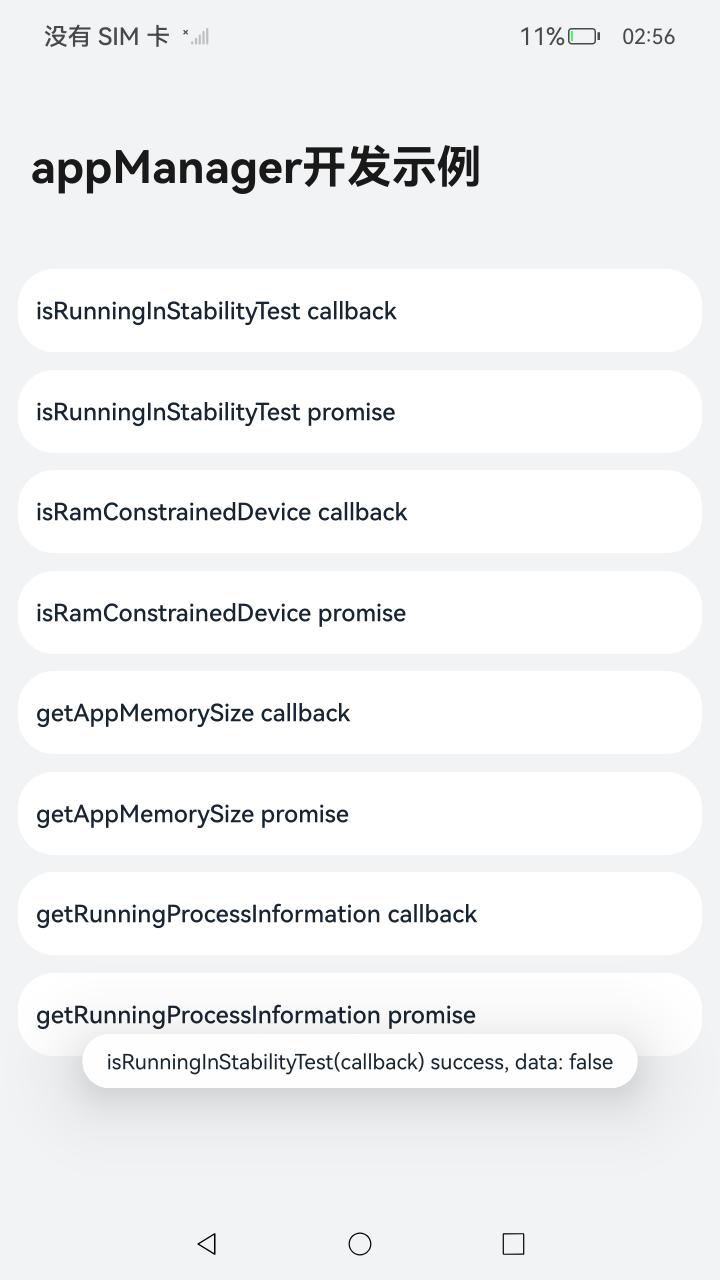 没有 SIM 卡 11% 02:56
appManager开发示例
isRunningInStabilityTest callback
isRunningInStabilityTest promise
isRamConstrainedDevice callback
isRamConstrainedDevice promise
getAppMemorySize callback
getAppMemorySize promise
getRunningProcessInformation callback
getRunningProcessInformation promise
isRunningInStabilityTest(callback) success, data: false